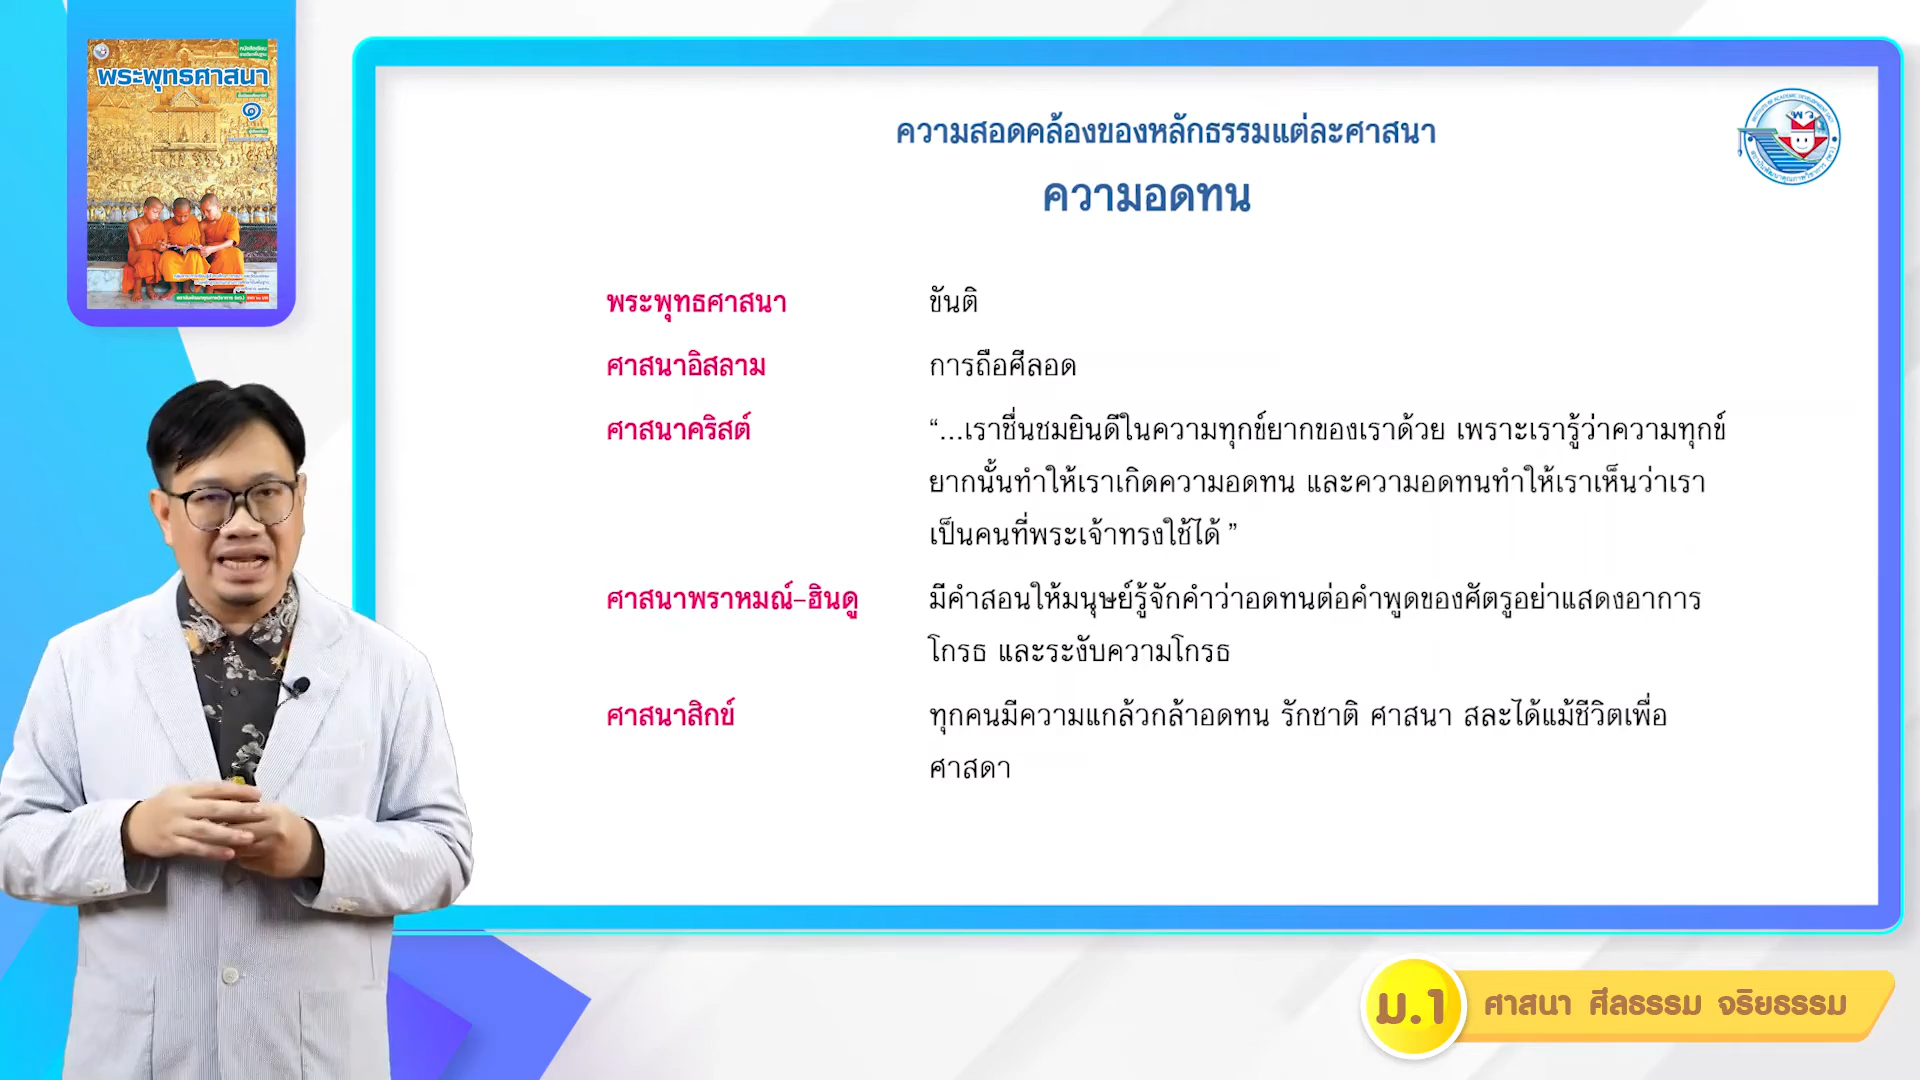 พระพุทธศาสนา
๑
ความสอดคล้องของหลักธรรมแต่ละศาสนา
ความอดทน
พว
พระพุทธศาสนา ขันติ
ศาสนาอิสลาม การถือศีลอด
ศาสนาคริสต์ “...เราชื่นชมยินดีในความทุกข์ยากของเราด้วย เพราะเรารู้ว่าความทุกข์
ยากนั้นทำให้เราเกิดความอดทน และความอดทนทำให้เราเห็นว่าเรา
เป็นคนที่พระเจ้าทรงใช้ได้ ”
ศาสนาพราหมณ์–ฮินดู มีคำสอนให้มนุษย์รู้จักคำว่าอดทนต่อคำพูดของศัตรูอย่าแสดงอาการ
โกรธ และระงับความโกรธ
ศาสนาสิกข์ ทุกคนมีความแกล้วกล้าอดทน รักชาติ ศาสนา สละได้แม้ชีวิตเพื่อ
ศาสดา
ม.1 ศาสนา ศีลธรรม จริยธรรม